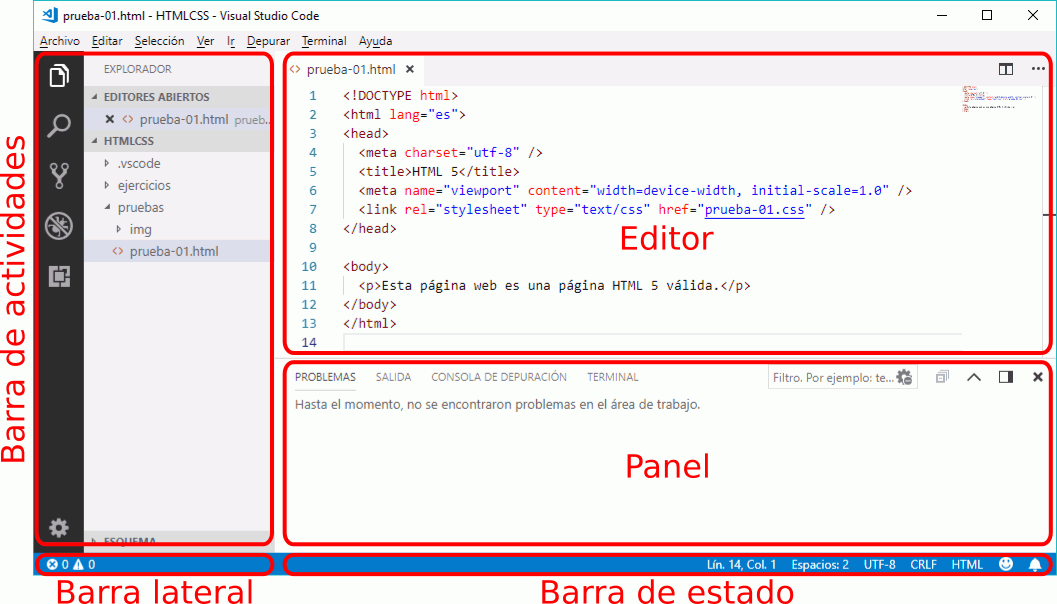 prueba-01.html - HTMLCSS - Visual Studio Code
Archivo Editar Selección Ver Ir Depurar Terminal Ayuda
Barra de actividades
EXPLORADOR
EDITORES ABIERTOS
prueba-01.html prueb...
HTMLCSS
.vscode
ejercicios
pruebas
img
prueba-01.html
ESQUEMA
prueba-01.html
1 <!DOCTYPE html>
2 <html lang="es">
3 <head>
4 <meta charset="utf-8" />
5 <title>HTML 5</title>
6 <meta name="viewport" content="width=device-width, initial-scale=1.0" />
7 <link rel="stylesheet" type="text/css" href="prueba-01.css" />
8 </head>
9
10 <body>
11 <p>Esta página web es una página HTML 5 válida.</p>
12 </body>
13 </html>
14
Editor
PROBLEMAS SALIDA CONSOLA DE DEPURACIÓN TERMINAL Filtro. Por ejemplo: te...
Hasta el momento, no se encontraron problemas en el área de trabajo.
Panel
0 0 Lín. 14, Col. 1 Espacios: 2 UTF-8 CRLF HTML
Barra lateral Barra de estado